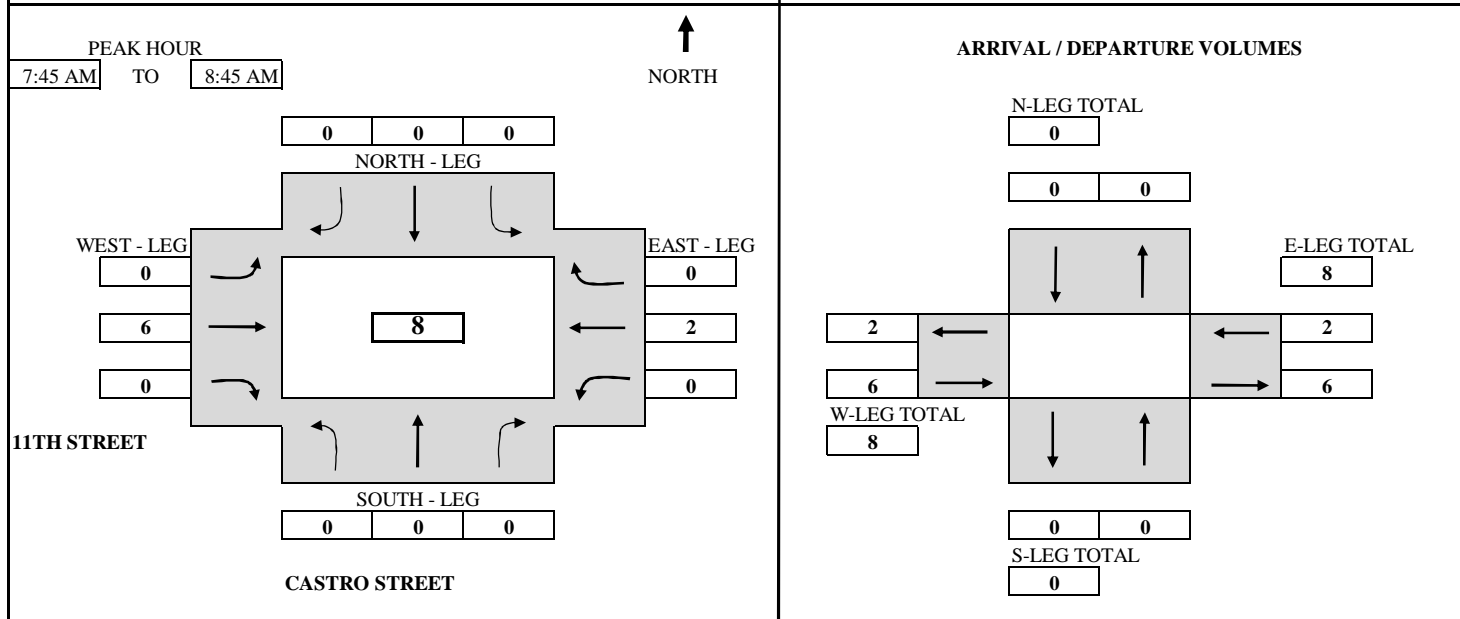 PEAK HOUR
7:45 AM TO 8:45 AM
NORTH
0 0 0
NORTH - LEG
WEST - LEG
EAST - LEG
0 0
6 8 2
0 0
11TH STREET
SOUTH - LEG
0 0 0
CASTRO STREET
ARRIVAL / DEPARTURE VOLUMES
N-LEG TOTAL
0
0 0
E-LEG TOTAL
8
2 2
6 6
W-LEG TOTAL
8
0 0
S-LEG TOTAL
0